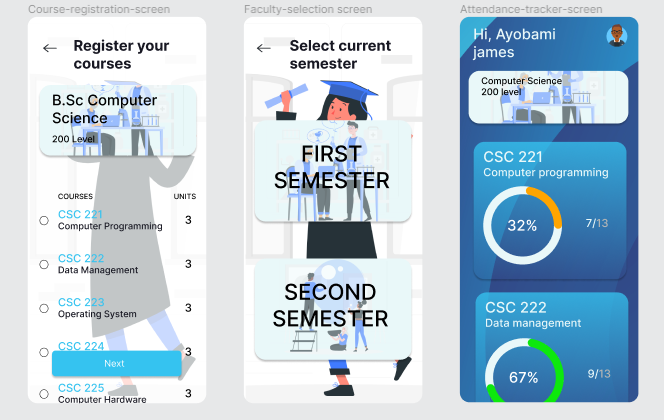 Course-registration-screen
Register your
courses
B.Sc Computer
Science
200 Level
COURSES UNITS
CSC 221
Computer Programming 3
CSC 222
Data Management 3
CSC 223
Operating System 3
CSC 224
3
Next
CSC 225
Computer Hardware 3
Faculty-selection screen
Select current
semester
FIRST
SEMESTER
SECOND
SEMESTER
Attendance-tracker-screen
Hi, Ayobami
james
Computer Science
200 level
CSC 221
Computer programming
32% 7/13
CSC 222
Data management
67% 9/13